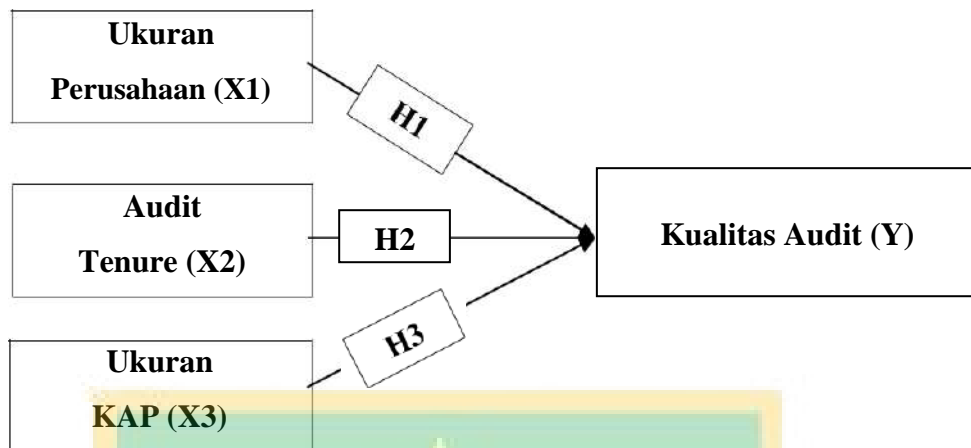 Ukuran
Perusahaan (X1)
H1
Audit
Tenure (X2)
H2
Kualitas Audit (Y)
Ukuran
KAP (X3)
H3